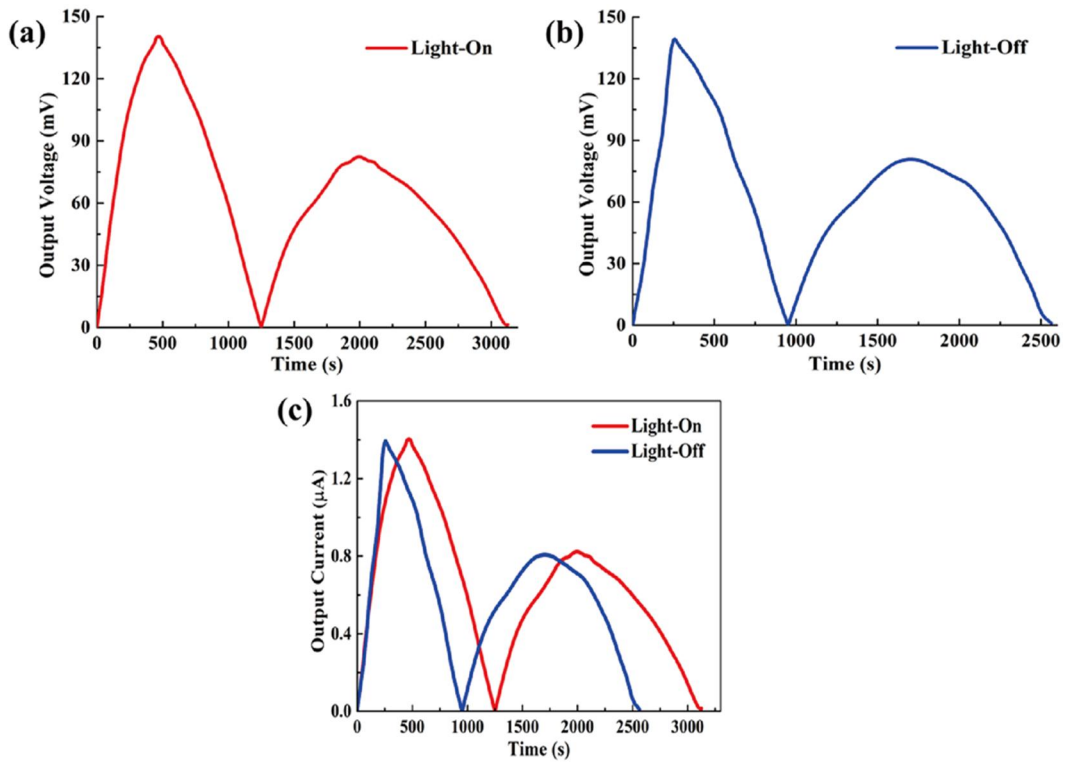 (a)
Light-On
Output Voltage (mV)
150
120
90
60
30
0
0 500 1000 1500 2000 2500 3000
Time (s)
(b)
Light-Off
Output Voltage (mV)
150
120
90
60
30
0
0 500 1000 1500 2000 2500
Time (s)
(c)
Light-On
Light-Off
Output Current (μA)
1.6
1.2
0.8
0.4
0.0
0 500 1000 1500 2000 2500 3000
Time (s)